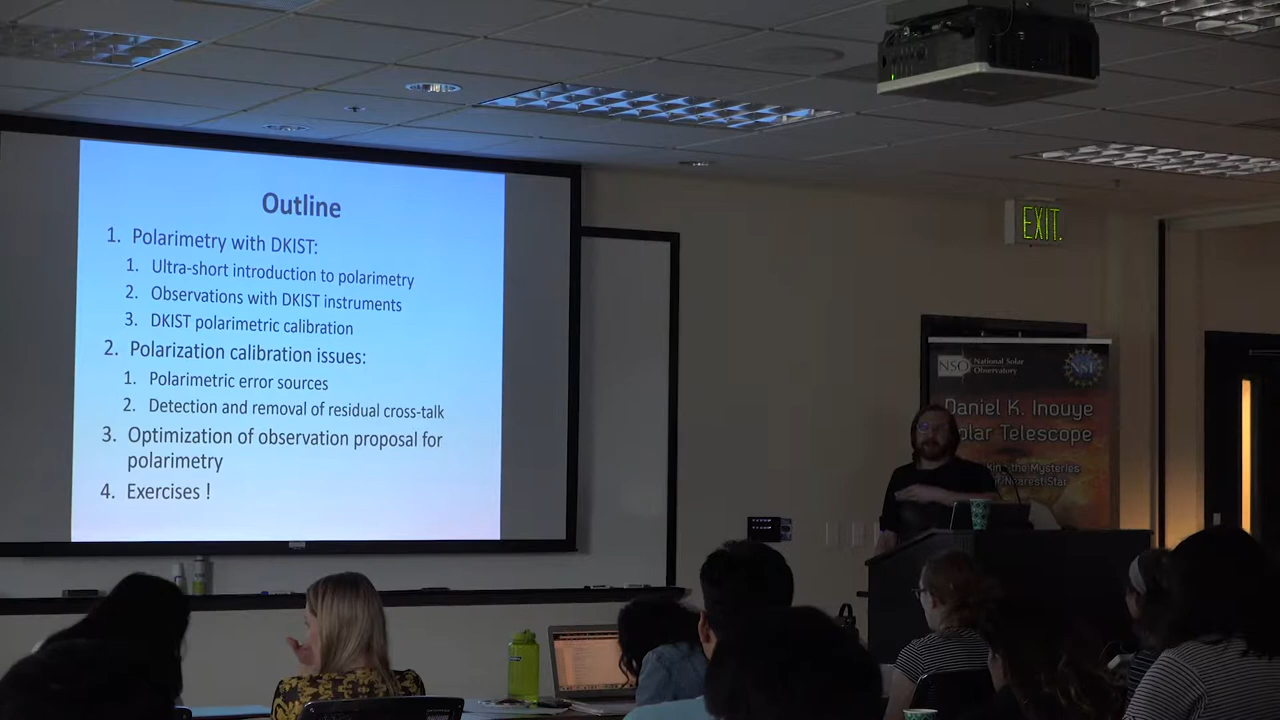 Outline
1. Polarimetry with DKIST:
1. Ultra-short introduction to polarimetry
2. Observations with DKIST instruments
3. DKIST polarimetric calibration
2. Polarization calibration issues:
1. Polarimetric error sources
2. Detection and removal of residual cross-talk
3. Optimization of observation proposal for
polarimetry
4. Exercises !
EXIT
NSO National Solar
Observatory
NSF
Daniel K. Inouye
olar Telescope
the Mysteries
Nearest Star